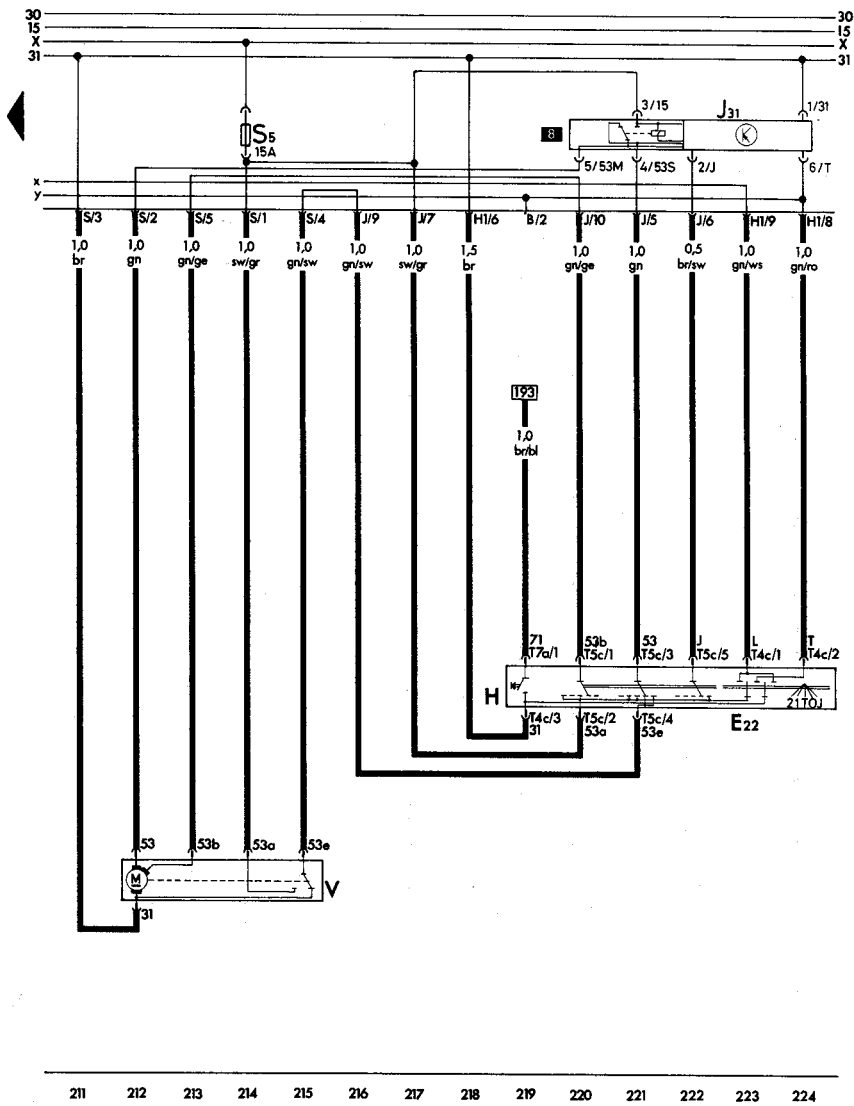 30 30
15 15
X X
31 31
3/15 J31 1/31
S5
15A
8
5/53M 4/53S 2/J 6/T
x
y
S/3 S/2 S/5 S/1 S/4 J/9 J/7 H1/6 B/2 J/10 J/5 J/6 H1/9 H1/8
1,0 1,0 1,0 1,0 1,0 1,0 1,0 1,5 1,0 1,0 0,5 1,0 1,0
br gn gn/ge sw/gr gn/sw gn/sw sw/gr br gn/ge gn br/sw gn/ws gn/ro
193
1,0
br/bl
71 53b 53 J L T
T7a/1 T5c/1 T5c/3 T5c/5 T4c/1 T4c/2
H
21TOJ
T4c/3 T5c/2 T5c/4 E22
31 53a 53e
53 53b 53a 53e
M V
31
211 212 213 214 215 216 217 218 219 220 221 222 223 224